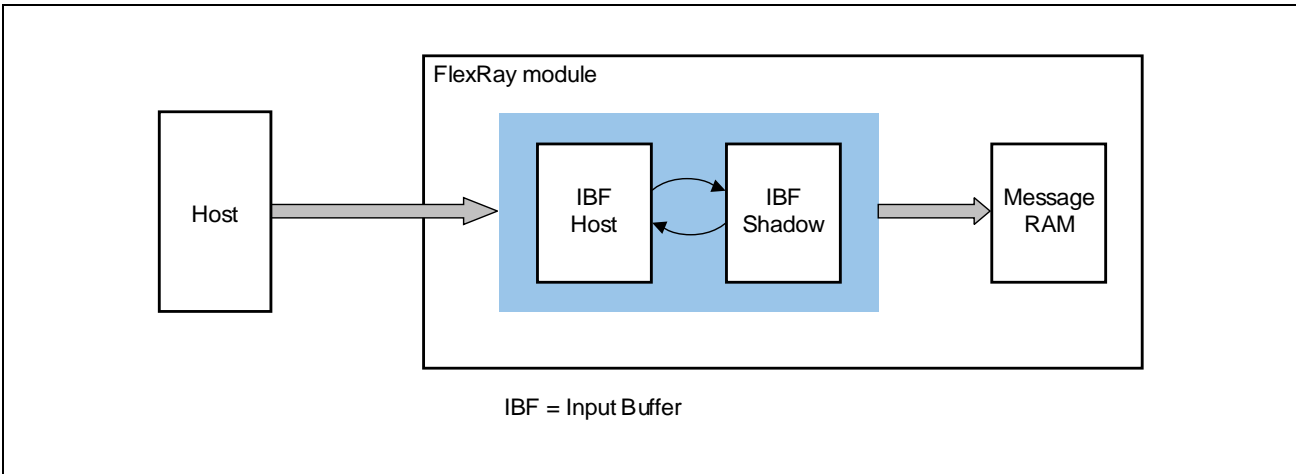 FlexRay module
Host
IBF
Host
IBF
Shadow
Message
RAM
IBF = Input Buffer